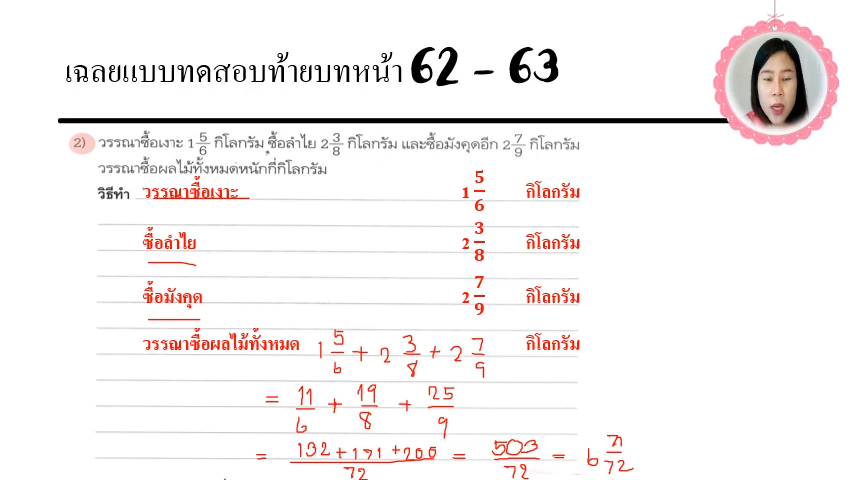 เฉลยแบบทดสอบท้ายบทหน้า 62 - 63
2) วรรณาซื้อเงาะ 1 5/6 กิโลกรัม ซื้อลำไย 2 3/8 กิโลกรัม และซื้อมังคุดอีก 2 7/9 กิโลกรัม
วรรณาซื้อผลไม้ทั้งหมดหนักกี่กิโลกรัม
วิธีทำ วรรณาซื้อเงาะ 1 5/6 กิโลกรัม
ซื้อลำไย 2 3/8 กิโลกรัม
ซื้อมังคุด 2 7/9 กิโลกรัม
วรรณาซื้อผลไม้ทั้งหมด 1 5/6 + 2 3/8 + 2 7/9 กิโลกรัม
= 11/6 + 19/8 + 25/9
= 132 + 171 + 200/72 = 503/72 = 6 71/72